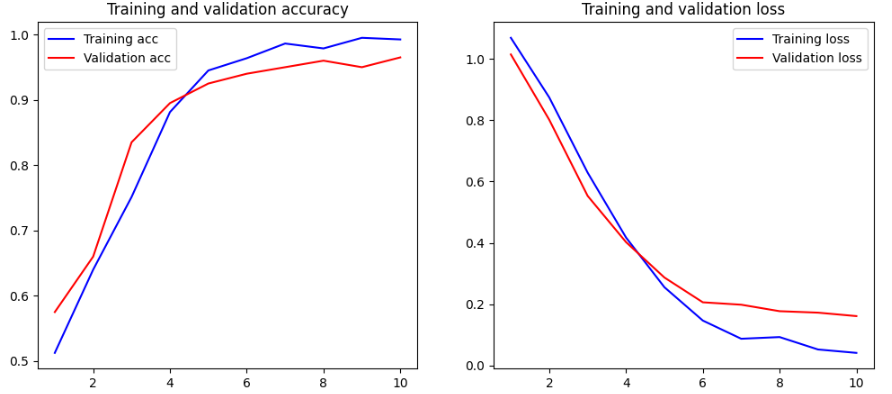 Training and validation accuracy
Training acc
Validation acc
1.0
0.9
0.8
0.7
0.6
0.5
2 4 6 8 10
Training and validation loss
Training loss
Validation loss
1.0
0.8
0.6
0.4
0.2
0.0
2 4 6 8 10